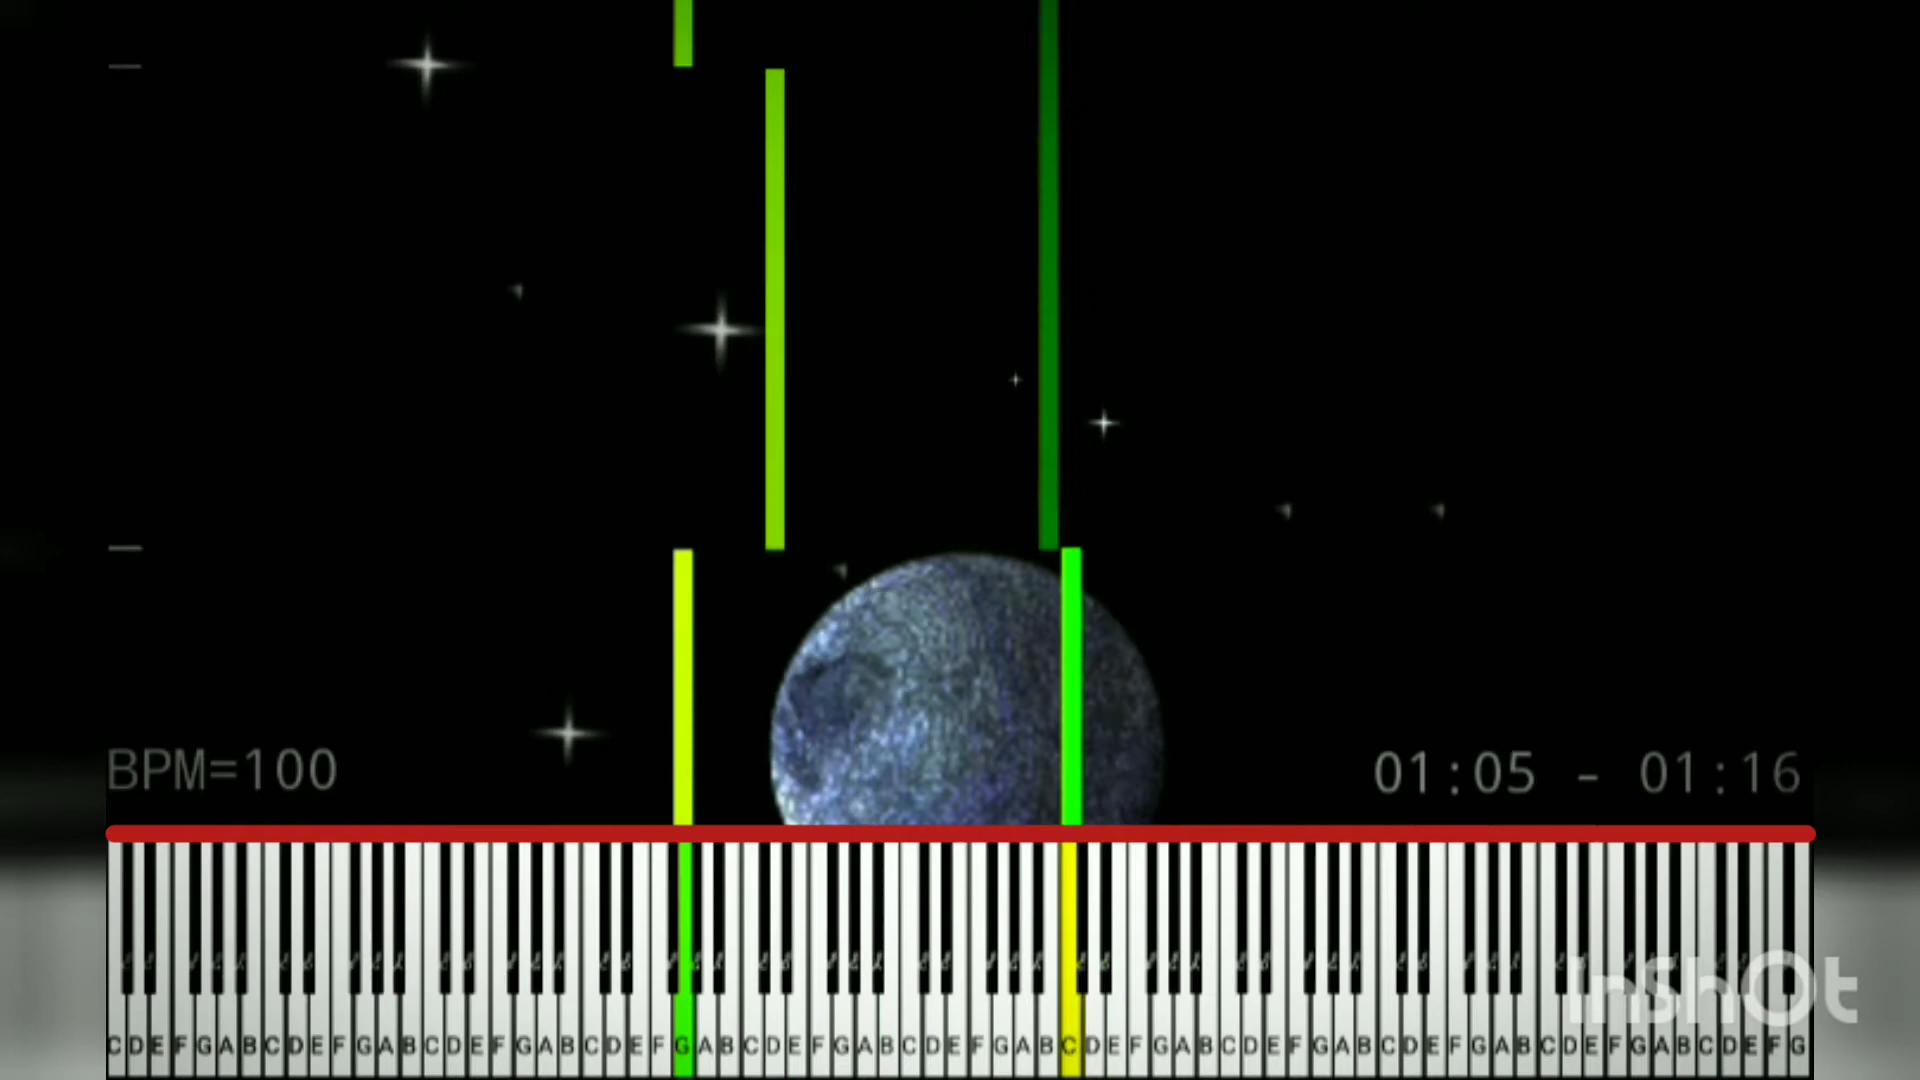 BPM=100
01:05 - 01:16
InShOt
CDEFGABCDEFGABCDEFGABCDEFGABCDEFGABCDEFGABCDEFGABCDEFGABCDEFGABCDEFGABCDEFG